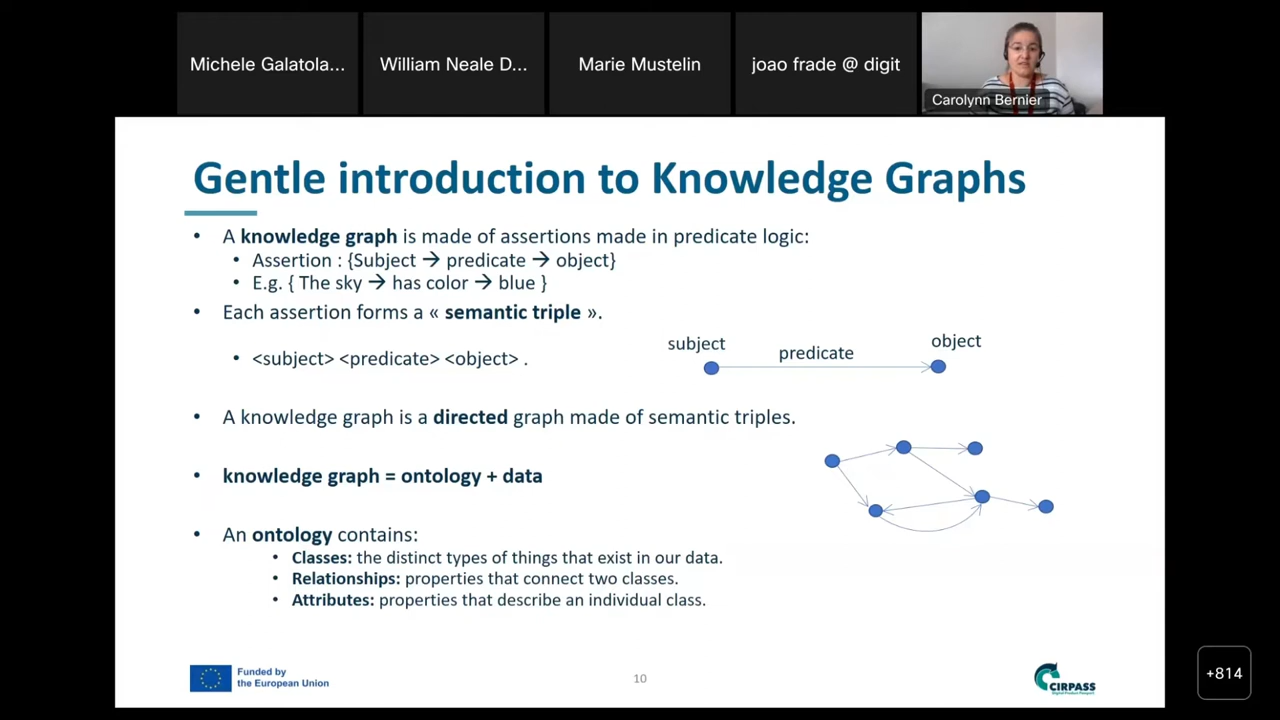 Michele Galatola...
William Neale D...
Marie Mustelin
joao frade @ digit
Carolynn Bernier
Gentle introduction to Knowledge Graphs
• A knowledge graph is made of assertions made in predicate logic:
• Assertion : {Subject → predicate → object}
• E.g. { The sky → has color → blue }
• Each assertion forms a « semantic triple ».
• <subject> <predicate> <object> .
subject
predicate
object
• A knowledge graph is a directed graph made of semantic triples.
• knowledge graph = ontology + data
• An ontology contains:
• Classes: the distinct types of things that exist in our data.
• Relationships: properties that connect two classes.
• Attributes: properties that describe an individual class.
Funded by
the European Union
10
CIRPASS
Digital Product Passport
+814